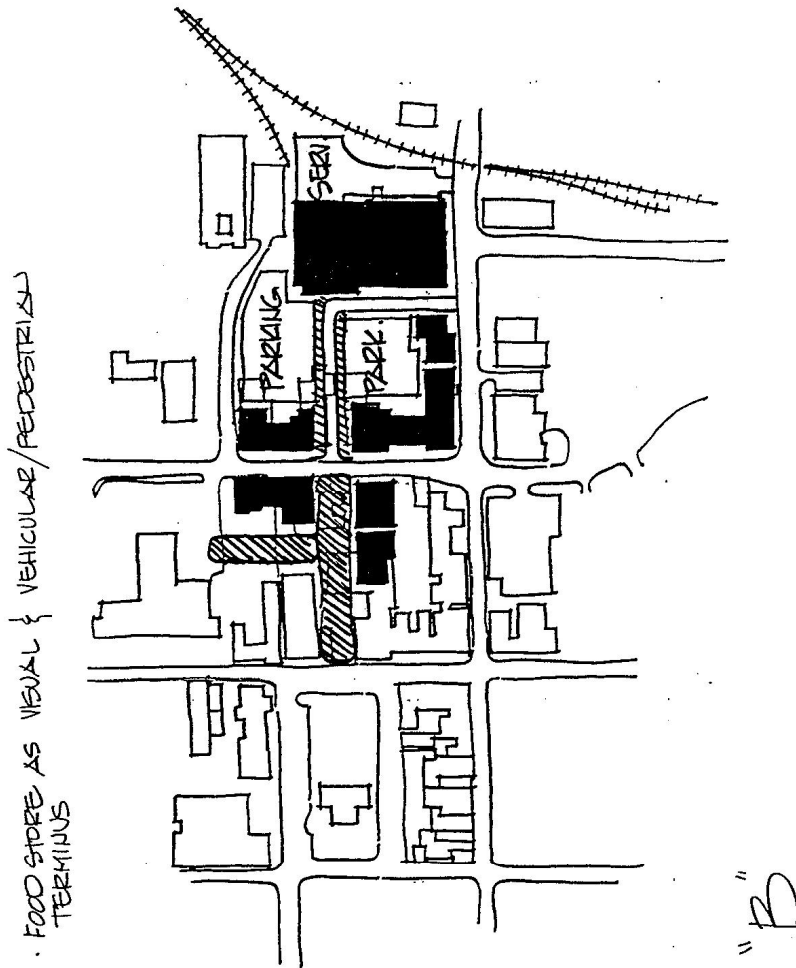 . FOOD STORE AS VISUAL & VEHICULAR/PEDESTRIAN
TERMINUS
SERV.
PARKING
PARK.
"B"